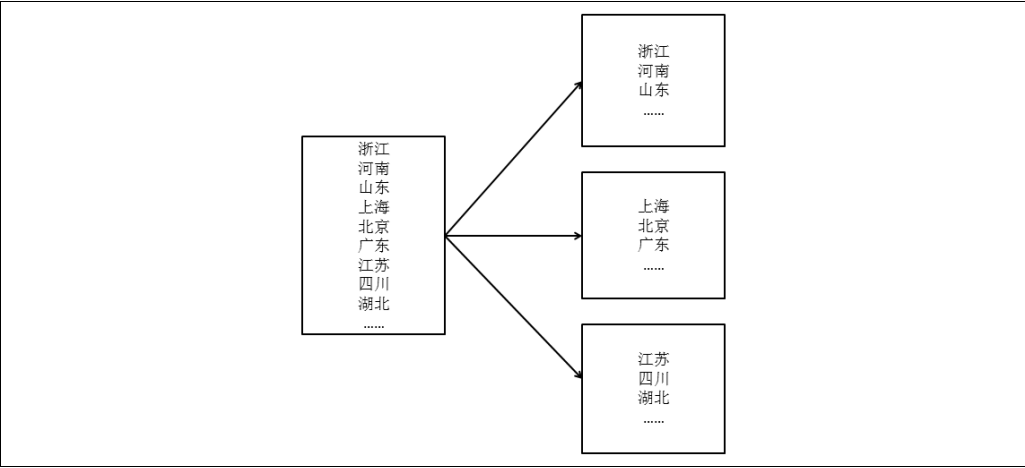 浙江
河南
山东
上海
北京
广东
江苏
四川
湖北
……
浙江
河南
山东
……
上海
北京
广东
……
江苏
四川
湖北
……